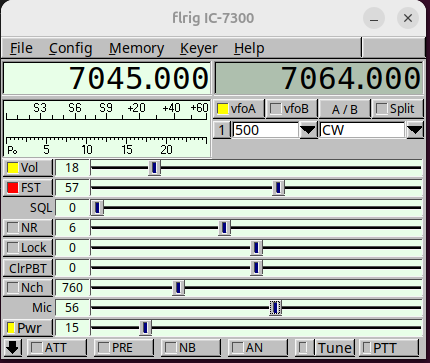 flrig IC-7300
File Config Memory Keyer Help
7045.000 7064.000
S3 S6 S9 +20 +40 +60
Po 5 10 15 20
vfoA vfoB A / B Split
1 500 CW
Vol 18
FST 57
SQL 0
NR 6
Lock 0
ClrPBT 0
Nch 760
Mic 56
Pwr 15
ATT PRE NB AN Tune PTT